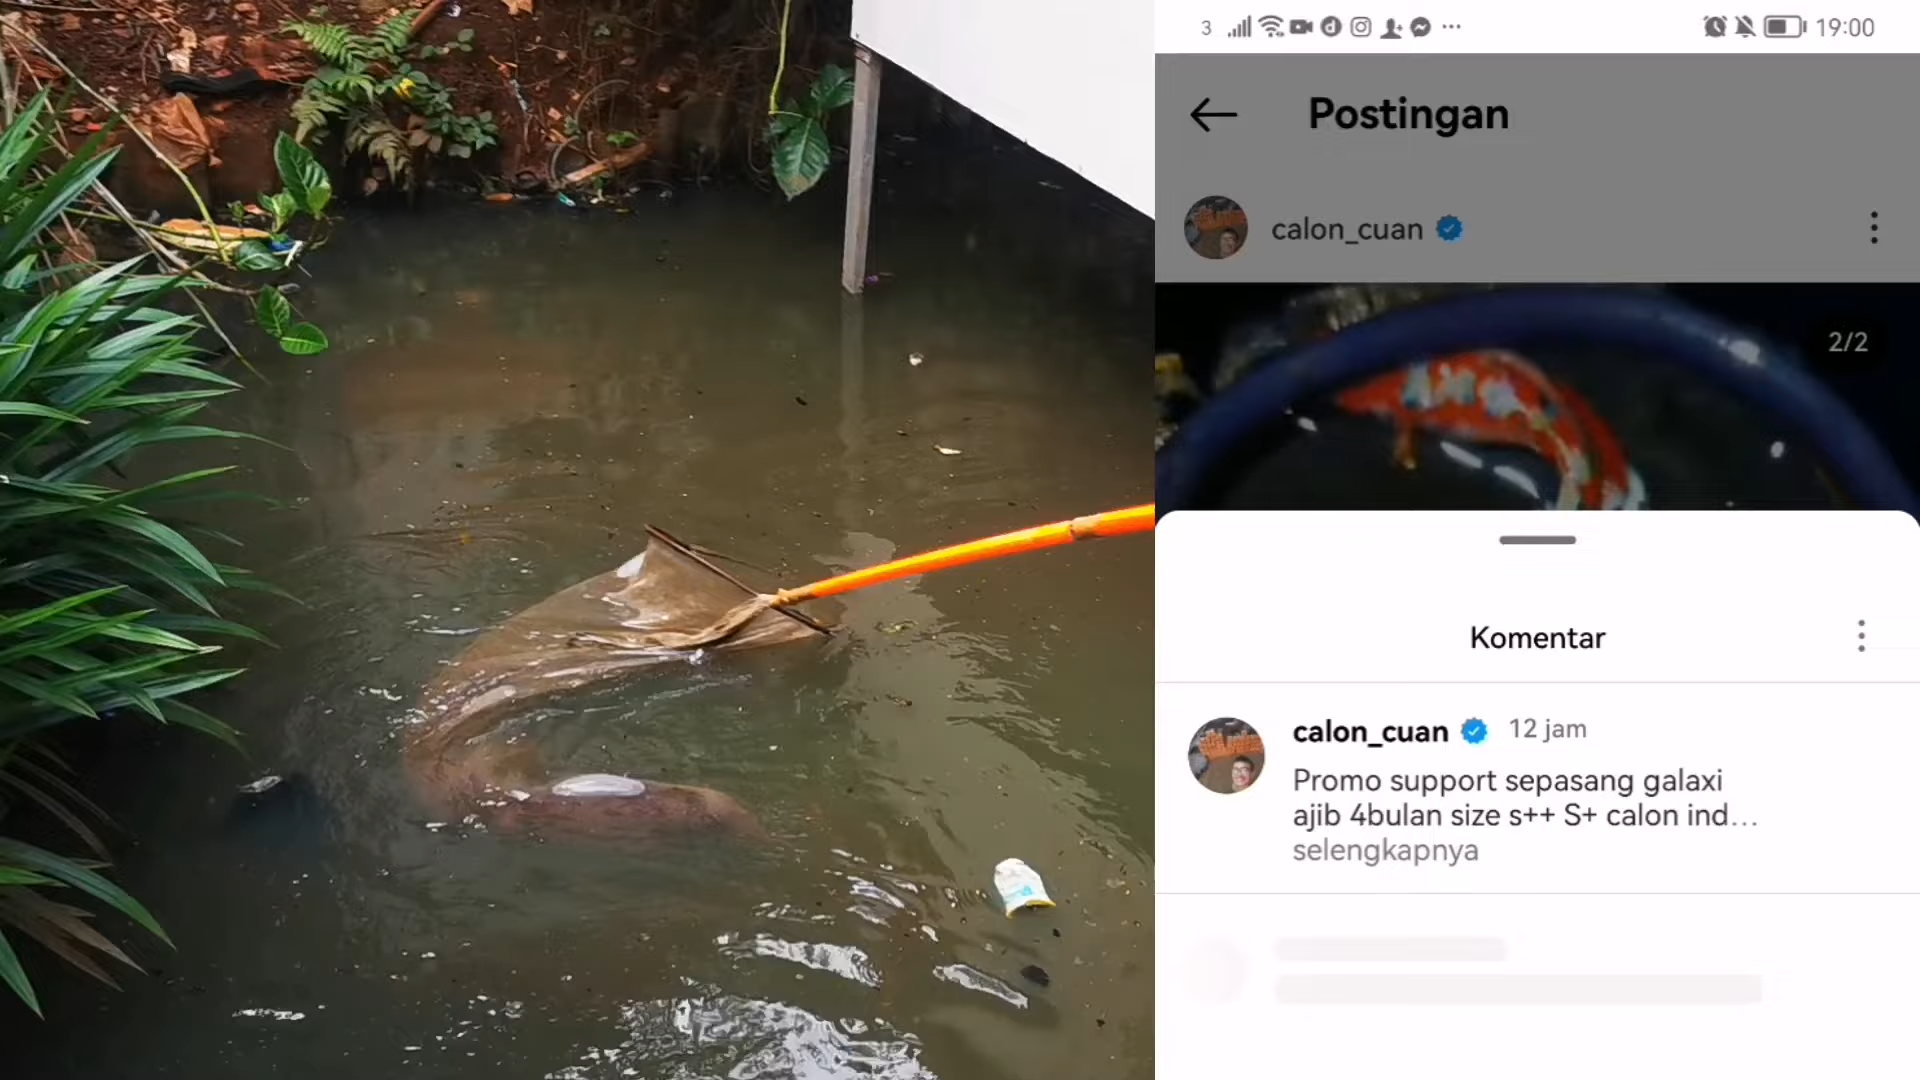 3
19:00
Postingan
calon_cuan
2/2
Komentar
calon_cuan 12 jam
Promo support sepasang galaxi
ajib 4bulan size s++ S+ calon ind...
selengkapnya